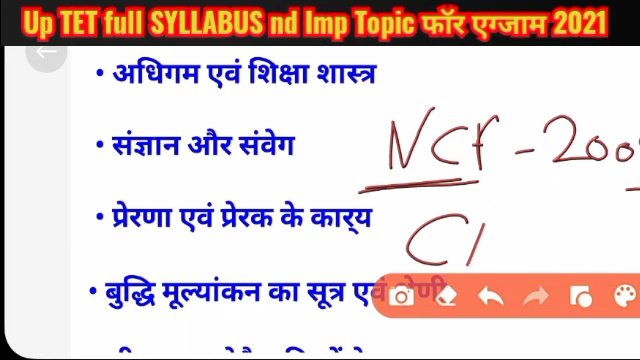 Up TET full SYLLABUS nd Imp Topic फॉर एग्जाम 2021
• अधिगम एवं शिक्षा शास्त्र
• संज्ञान और संवेग
NCF - 200
• प्रेरणा एवं प्रेरक के कार्य
• बुद्धि मूल्यांकन का सूत्र एवं